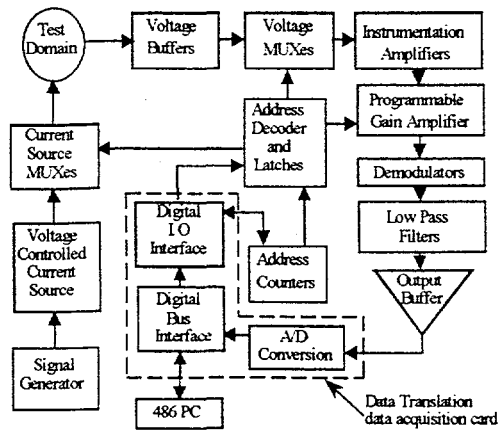 Test
Domain
Voltage
Buffers
Voltage
MUXes
Instrumentation
Amplifiers
Current
Source
MUXes
Address
Decoder
and
Latches
Programmable
Gain Amplifier
Demodulators
Voltage
Controlled
Current
Source
Digital
I/O
Interface
Address
Counters
Low Pass
Filters
Output
Buffer
Digital
Bus
Interface
A/D
Conversion
Signal
Generator
486 PC
Data Translation
data acquisition card